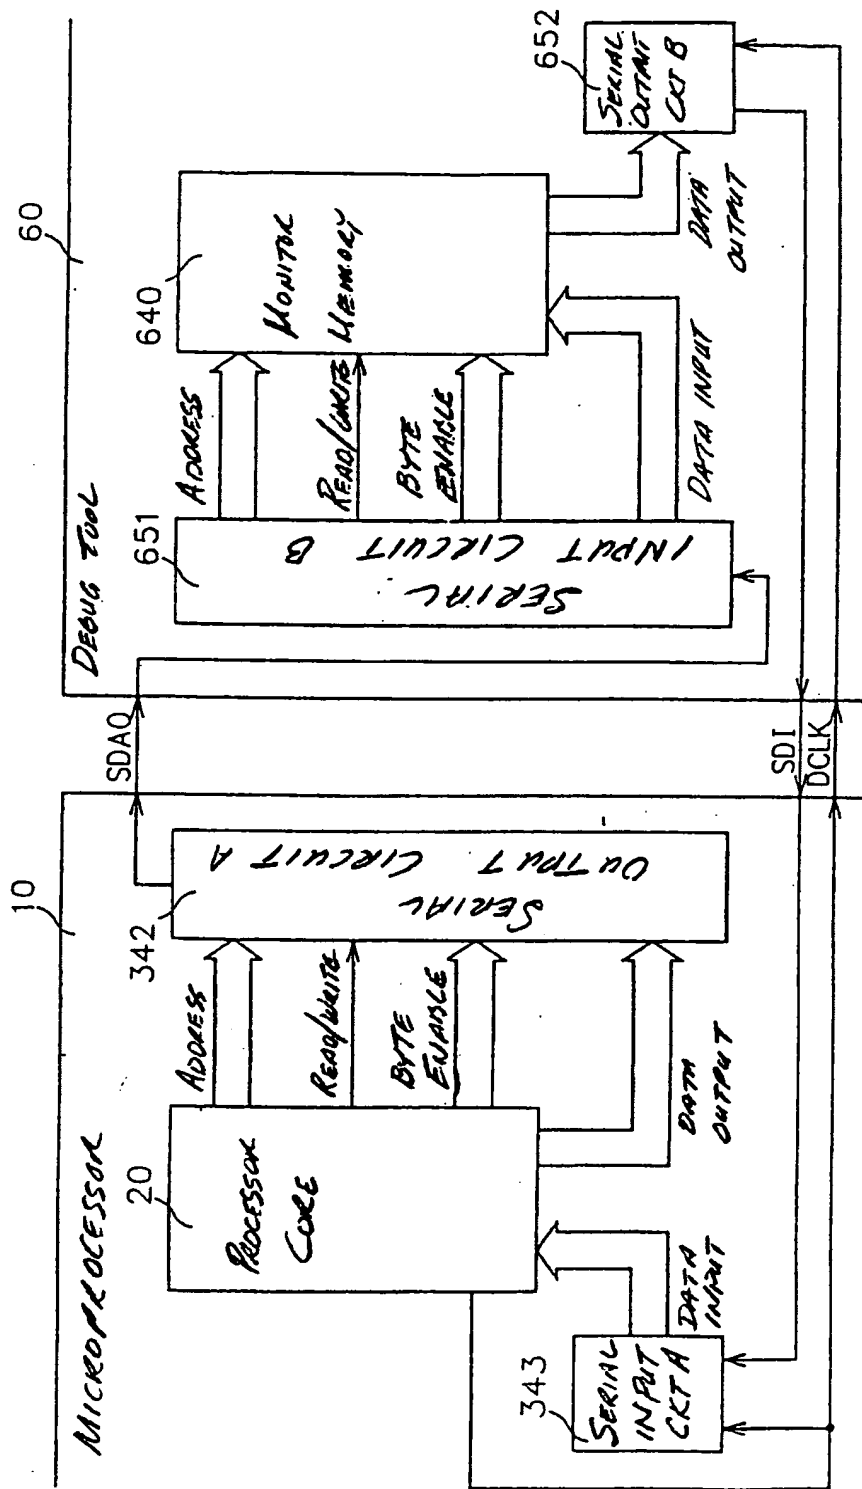 MICROPROCESSOR
10
20
PROCESSOR
CORE
ADDRESS
READ/WRITE
BYTE
ENABLE
342
SERIAL
OUTPUT CIRCUIT A
DATA
OUTPUT
DATA
INPUT
343
SERIAL
INPUT
CKT A
SDAO
SDI
DCLK
DEBUG TOOL
60
651
SERIAL
INPUT CIRCUIT B
ADDRESS
READ/WRITE
BYTE
ENABLE
DATA INPUT
640
MONITOR
MEMORY
DATA
OUTPUT
652
SERIAL
OUTPUT
CKT B